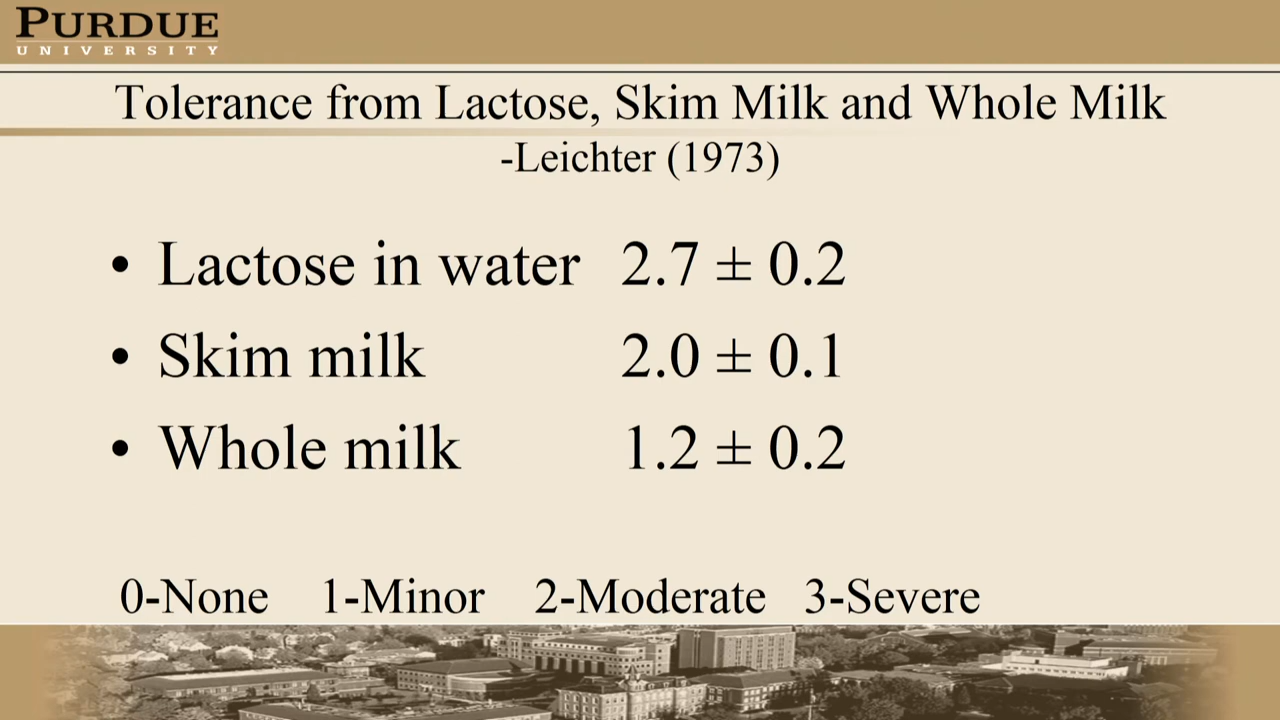 PURDUE
UNIVERSITY
Tolerance from Lactose, Skim Milk and Whole Milk
-Leichter (1973)
• Lactose in water 2.7 ± 0.2
• Skim milk 2.0 ± 0.1
• Whole milk 1.2 ± 0.2
0-None 1-Minor 2-Moderate 3-Severe